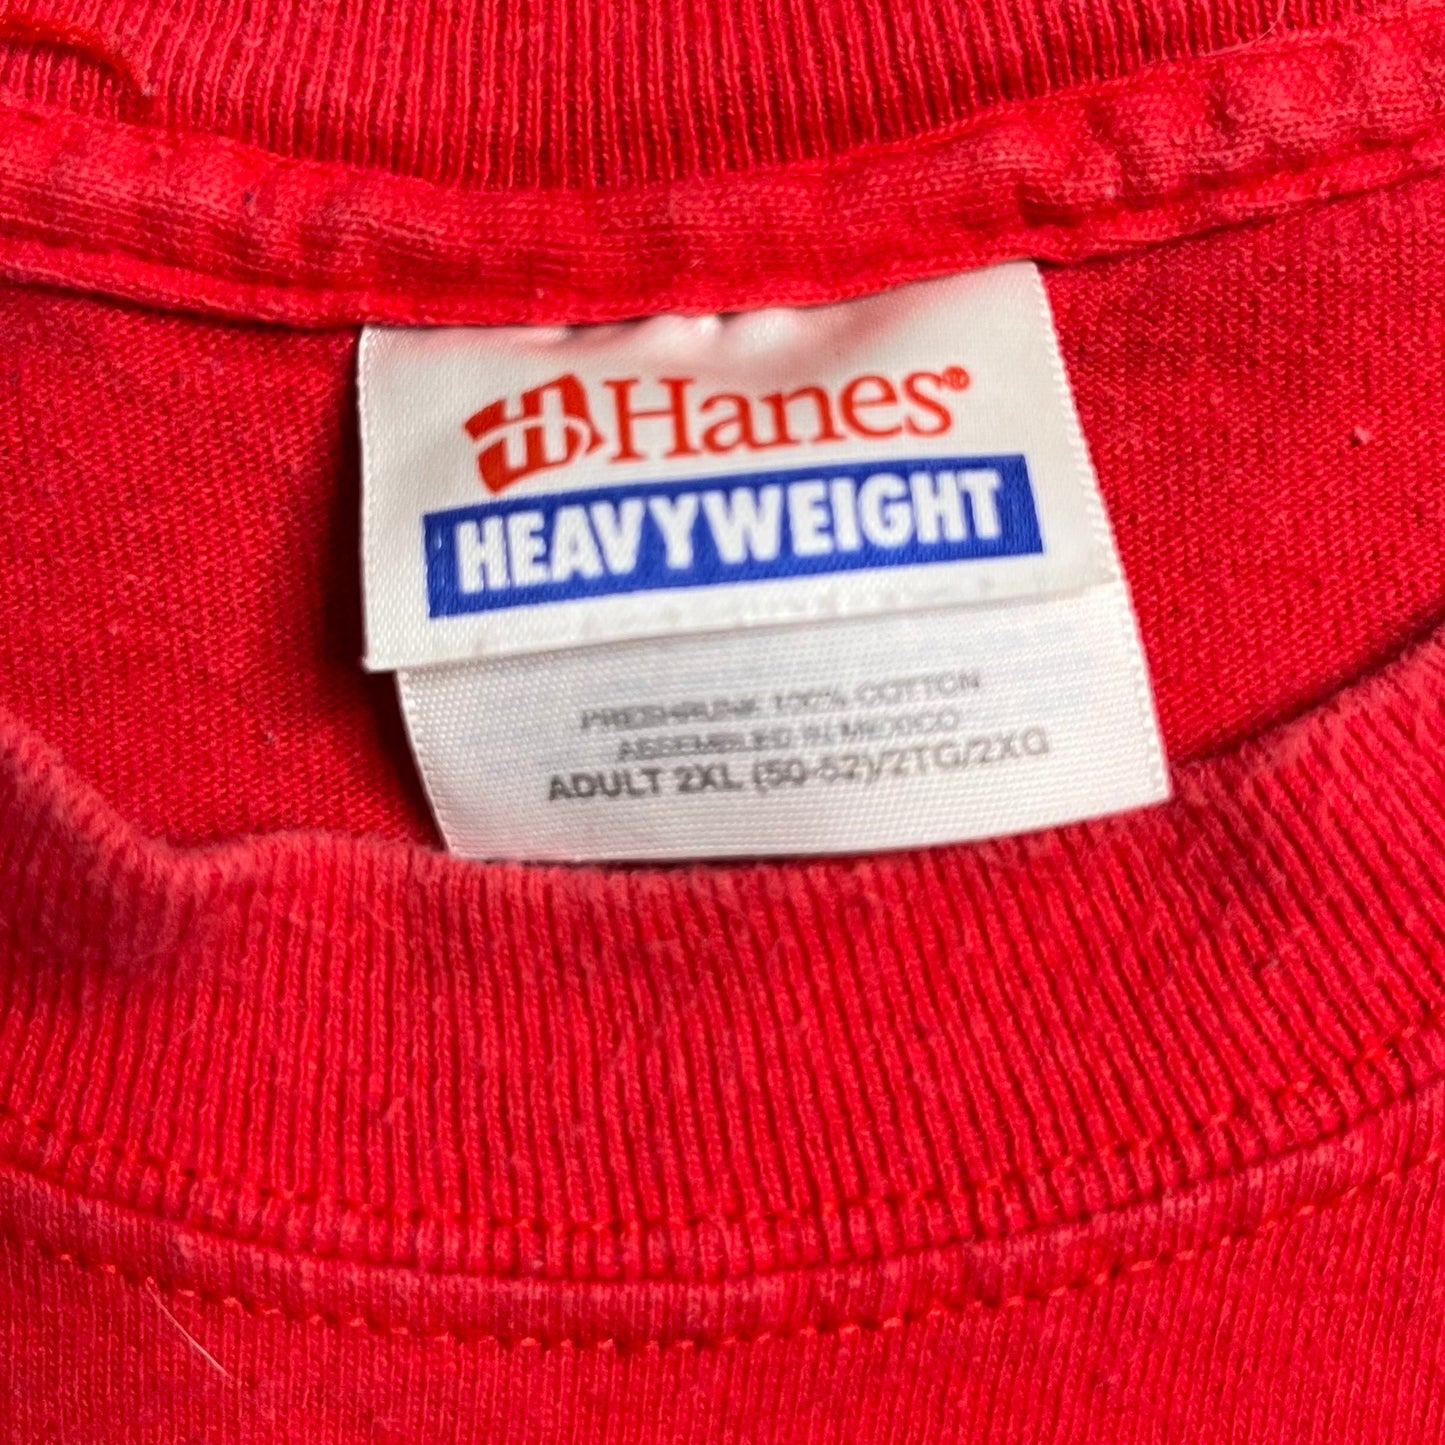 Hanes®
HEAVYWEIGHT
PRESHRUNK 100% COTTON
ASSEMBLED IN MEXICO
ADULT 2XL (50-52)/2TG/2XG